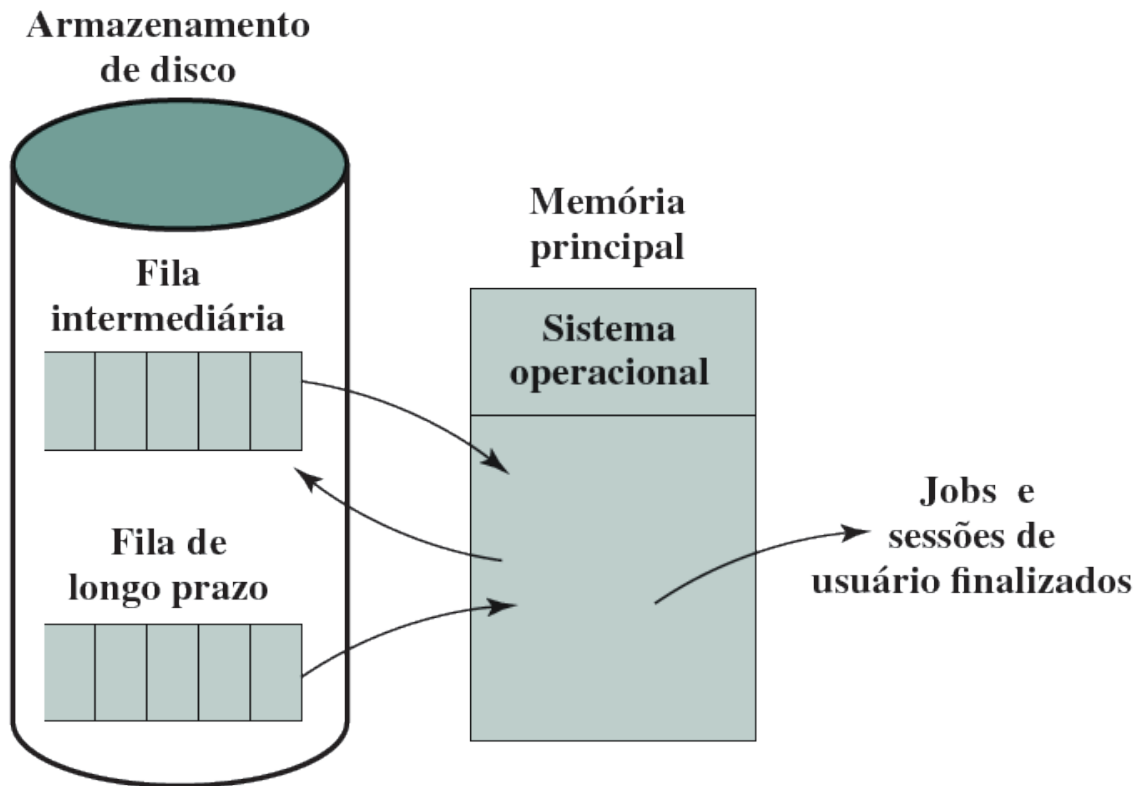 Armazenamento
de disco
Fila
intermediária
Fila de
longo prazo
Memória
principal
Sistema
operacional
Jobs e
sessões de
usuário finalizados